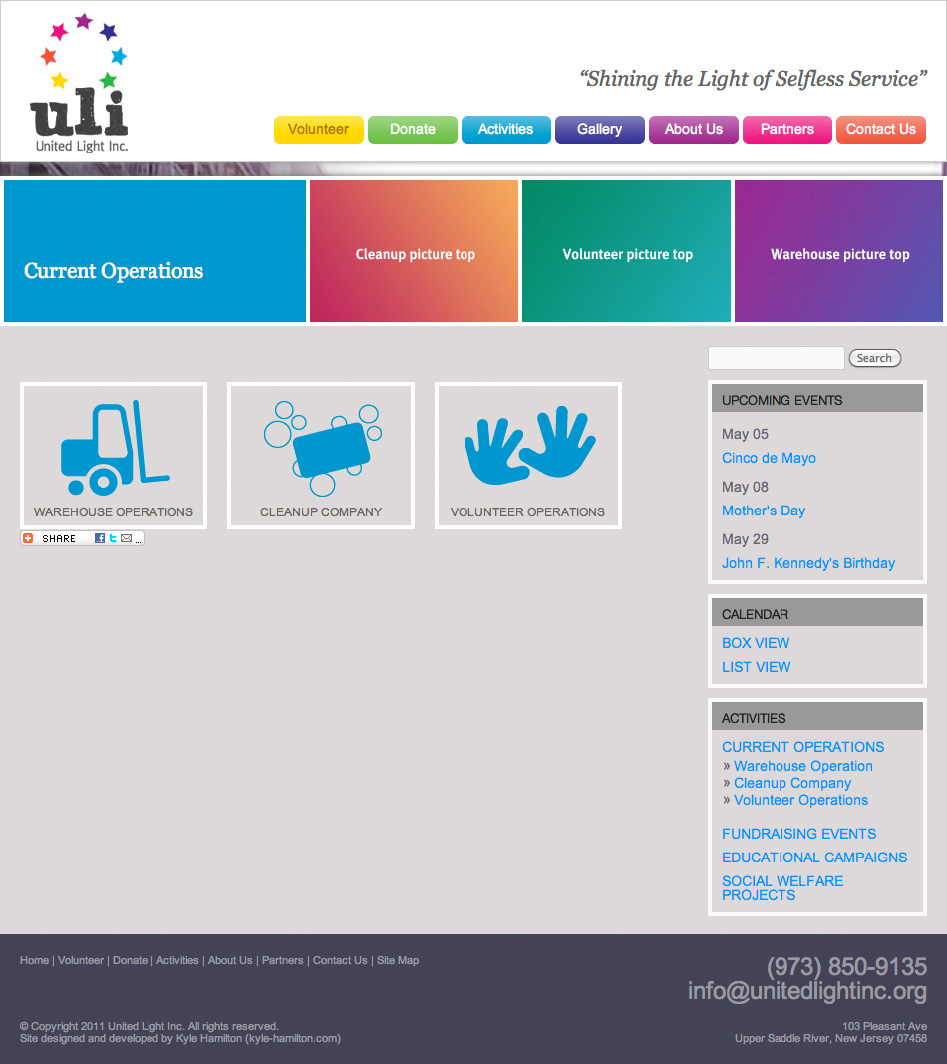 uli
United Light Inc.
“Shining the Light of Selfless Service”
Volunteer Donate Activities Gallery About Us Partners Contact Us
Current Operations
Cleanup picture top
Volunteer picture top
Warehouse picture top
Search
WAREHOUSE OPERATIONS
CLEANUP COMPANY
VOLUNTEER OPERATIONS
SHARE ...
UPCOMING EVENTS
May 05
Cinco de Mayo
May 08
Mother's Day
May 29
John F. Kennedy's Birthday
CALENDAR
BOX VIEW
LIST VIEW
ACTIVITIES
CURRENT OPERATIONS
» Warehouse Operation
» Cleanup Company
» Volunteer Operations
FUNDRAISING EVENTS
EDUCATIONAL CAMPAIGNS
SOCIAL WELFARE
PROJECTS
Home | Volunteer | Donate | Activities | About Us | Partners | Contact Us | Site Map
(973) 850-9135
info@unitedlightinc.org
© Copyright 2011 United Light Inc. All rights reserved.
Site designed and developed by Kyle Hamilton (kyle-hamilton.com)
103 Pleasant Ave
Upper Saddle River, New Jersey 07458